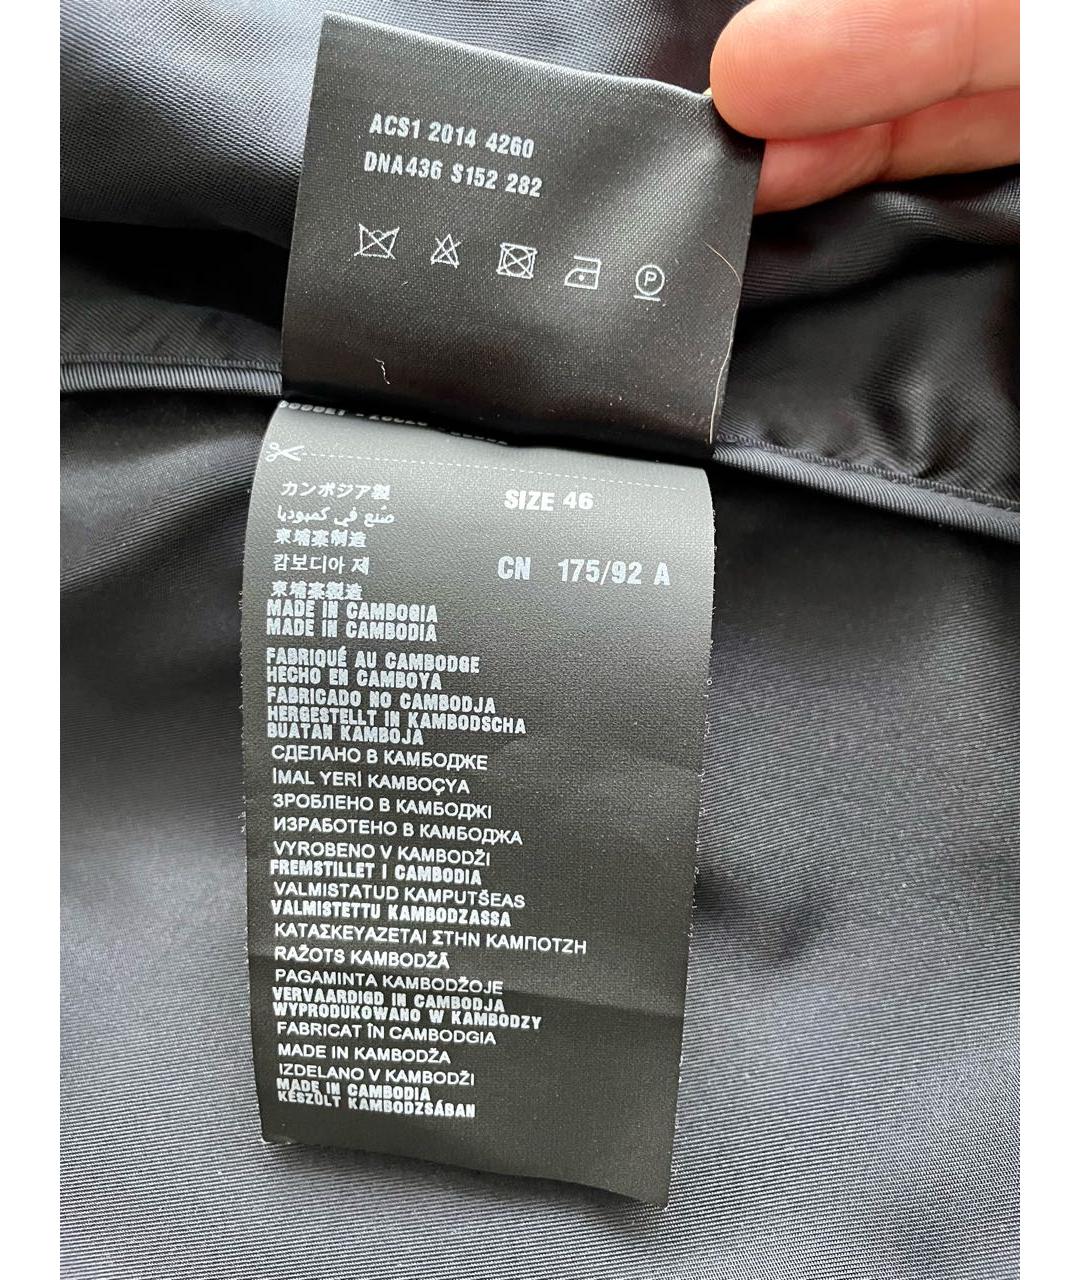 ACS1 2014 4260
DNA436 S152 282
P
カンボジア製
SIZE 46
صُنع في كمبوديا
柬埔寨制造
캄보디아 제
CN 175/92 A
柬埔寨製造
MADE IN CAMBOGIA
MADE IN CAMBODIA
FABRIQUÉ AU CAMBODGE
HECHO EN CAMBOYA
FABRICADO NO CAMBODJA
HERGESTELLT IN KAMBODSCHA
BUATAN KAMBOJA
СДЕЛАНО В КАМБОДЖЕ
İMAL YERİ KAMBOÇYA
ЗРОБЛЕНО В КАМБОДЖІ
ИЗРАБОТЕНО В КАМБОДЖА
VYROBENO V KAMBODŽI
FREMSTILLET I CAMBODIA
VALMISTATUD KAMPUTŠEAS
VALMISTETTU KAMBODZASSA
ΚΑΤΑΣΚΕΥΑΖΕΤΑΙ ΣΤΗΝ ΚΑΜΠΟΤΖΗ
RAŽOTS KAMBODŽĀ
PAGAMINTA KAMBODŽOJE
VERVAARDIGD IN CAMBODJA
WYPRODUKOWANO W KAMBODZY
FABRICAT ÎN CAMBODGIA
MADE IN KAMBODŽA
IZDELANO V KAMBODŽI
MADE IN CAMBODIA
KÉSZÜLT KAMBODZSÁBAN